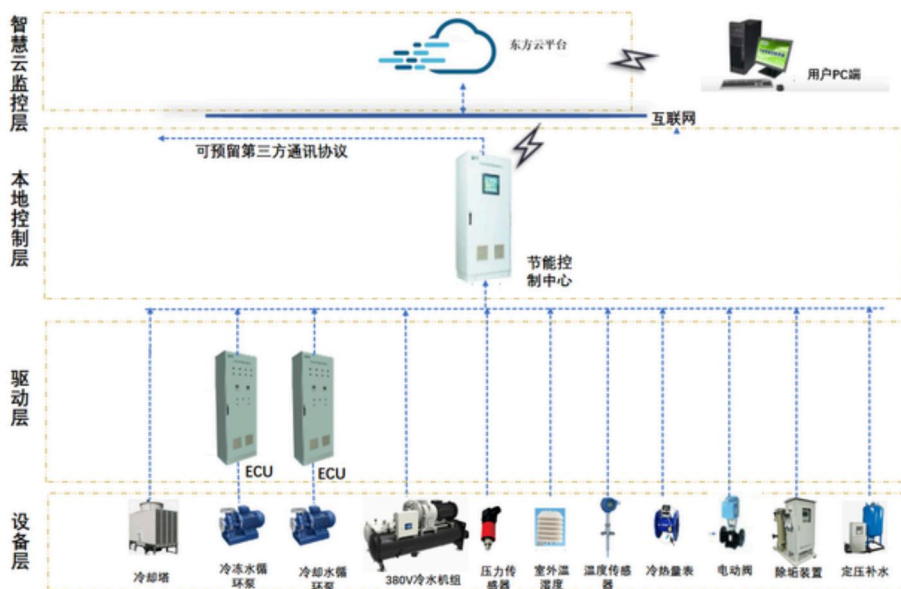 智慧云监控层
东方云平台
用户PC端
互联网
本地控制层
可预留第三方通讯协议
节能控
制中心
驱动层
ECU
ECU
设备层
冷却塔
冷冻水循
环泵
冷却水循
环泵
380V冷水机组
压力传
感器
室外温
湿度
温度传感
器
冷热量表
电动阀
除垢装置
定压补水